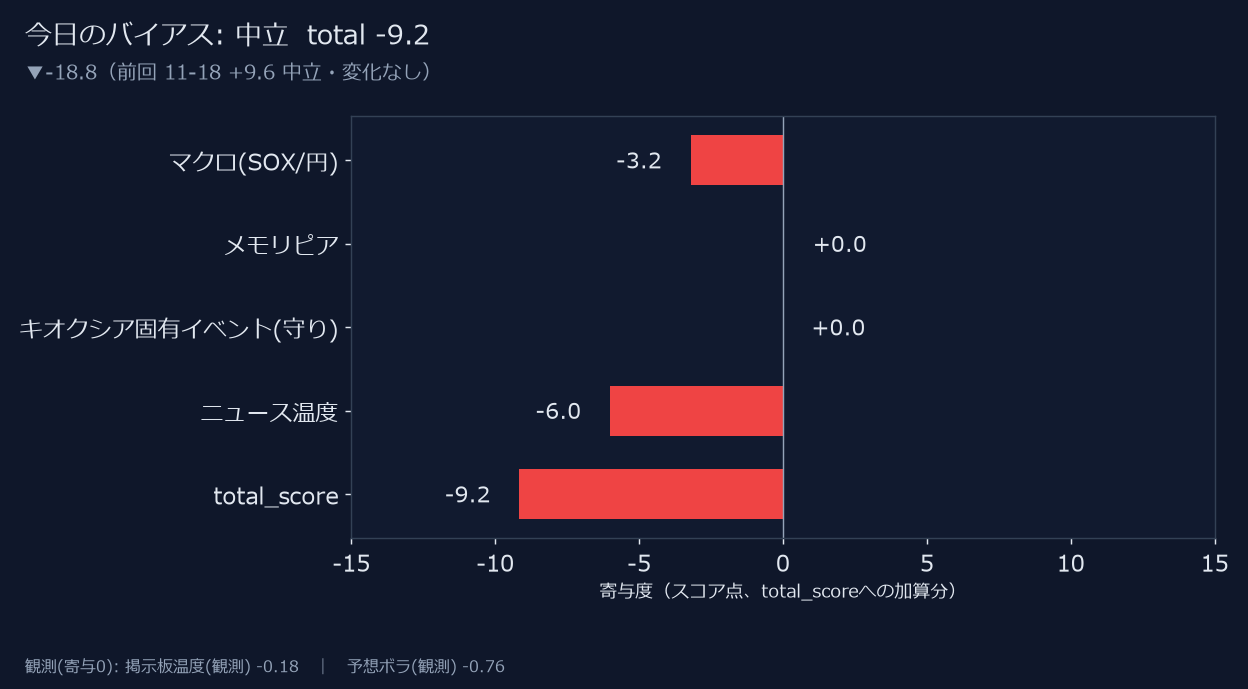 今日のバイアス: 中立 total -9.2
▼-18.8（前回 11-18 +9.6 中立・変化なし）
マクロ(SOX/円)
-3.2
メモリピア
+0.0
キオクシア固有イベント(守り)
+0.0
ニュース温度
-6.0
total_score
-9.2
-15 -10 -5 0 5 10 15
寄与度（スコア点、total_scoreへの加算分）
観測(寄与0): 掲示板温度(観測) -0.18 ｜ 予想ボラ(観測) -0.76